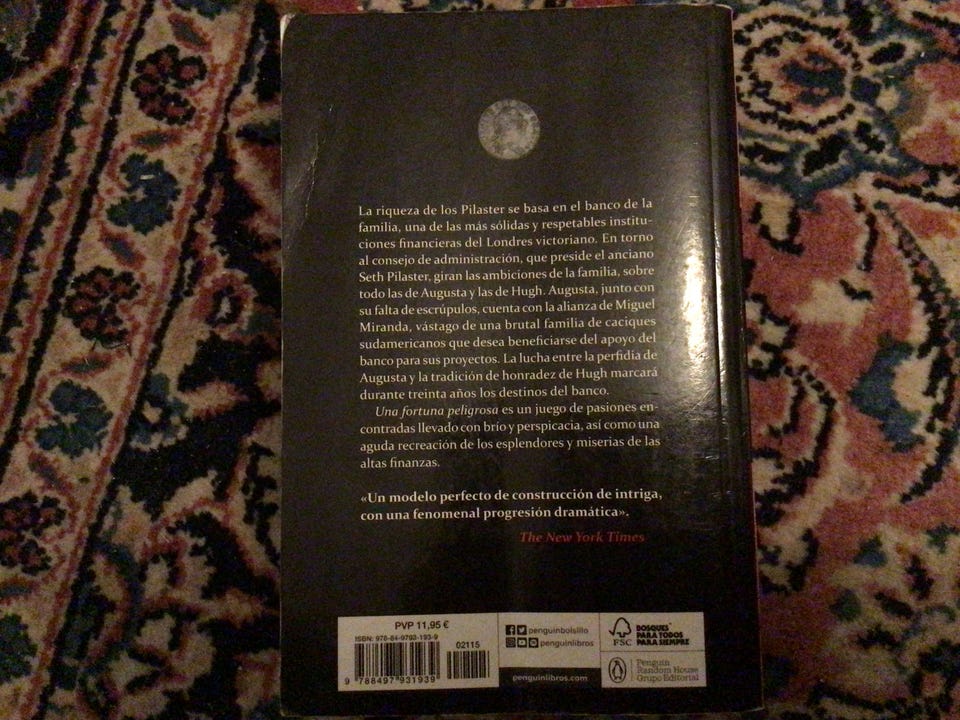 La riqueza de los Pilaster se basa en el banco de la
familia, una de las más sólidas y respetables institu-
ciones financieras del Londres victoriano. En torno
al consejo de administración, que preside el anciano
Seth Pilaster, giran las ambiciones de la familia, sobre
todo las de Augusta y las de Hugh. Augusta, junto con
su falta de escrúpulos, cuenta con la alianza de Miguel
Miranda, vástago de una brutal familia de caciques
sudamericanos que desea beneficiarse del apoyo del
banco para sus proyectos. La lucha entre la perfidia de
Augusta y la tradición de honradez de Hugh marcará
durante treinta años los destinos del banco.
Una fortuna peligrosa es un juego de pasiones en-
contradas llevado con brío y perspicacia, así como una
aguda recreación de los esplendores y miserias de las
altas finanzas.
«Un modelo perfecto de construcción de intriga,
con una fenomenal progresión dramática».
The New York Times
PVP 11,95 €
ISBN: 978-84-9793-193-9
02115
9 788497 931939
penguinbolsillo
penguinlibros
penguinlibros.com
FSC
BOSQUES
PARA TODOS
PARA SIEMPRE
Penguin
Random House
Grupo Editorial